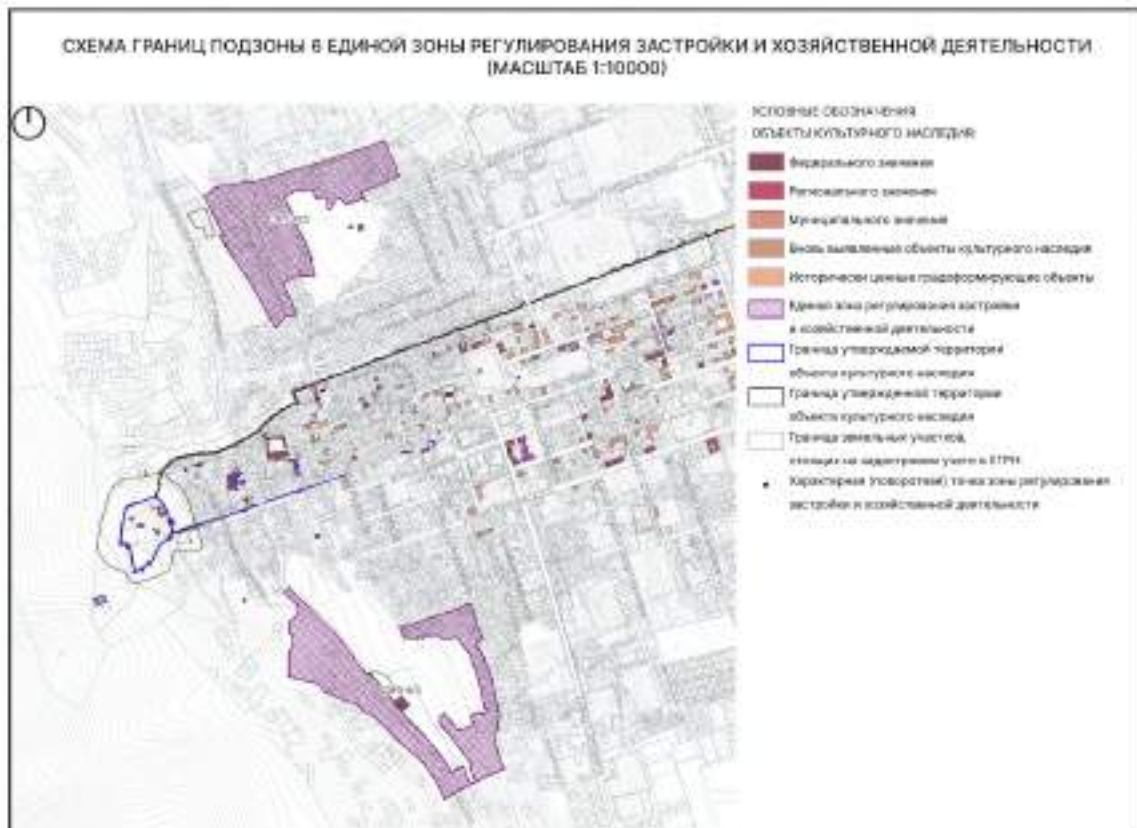 СХЕМА ГРАНИЦ ПОДЗОНЫ 6 ЕДИНОЙ ЗОНЫ РЕГУЛИРОВАНИЯ ЗАСТРОЙКИ И ХОЗЯЙСТВЕННОЙ ДЕЯТЕЛЬНОСТИ
(МАСШТАБ 1:10000)
УСЛОВНЫЕ ОБОЗНАЧЕНИЯ
ОБЪЕКТЫ КУЛЬТУРНОГО НАСЛЕДИЯ
Федерального значения
Регионального значения
Муниципального значения
Вновь выявленные объекты культурного наследия
Исторически ценные градоформирующие объекты
Единая зона регулирования застройки
и хозяйственной деятельности
Граница утверждаемой территории
объекта культурного наследия
Граница утвержденной территории
объекта культурного наследия
Граница земельных участков,
стоящих на кадастровом учете в ЕГРН
Характерная (поворотная) точка зоны регулирования
застройки и хозяйственной деятельности